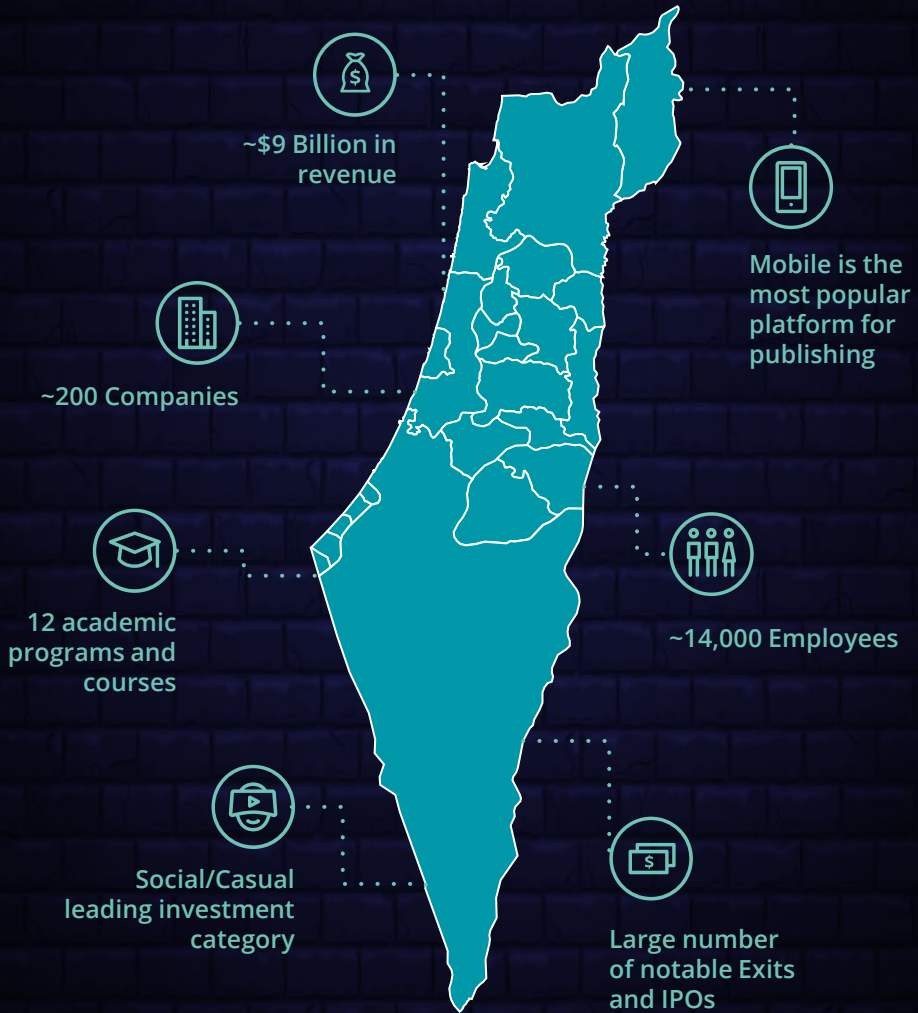 ~$9 Billion in
revenue
Mobile is the
most popular
platform for
publishing
~200 Companies
12 academic
programs and
courses
~14,000 Employees
Social/Casual
leading investment
category
Large number
of notable Exits
and IPOs